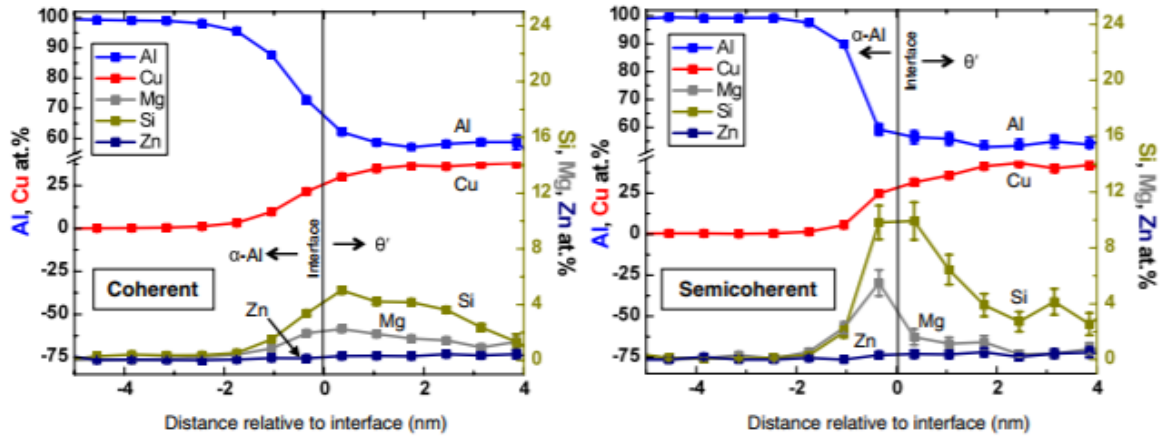 100
90
80
70
60
25
0
-25
-50
-75
Al, Cu at.%
Al
Cu
Mg
Si
Zn
Al
Cu
α-Al
Interface
θ′
Coherent
Zn
Mg
Si
24
20
16
12
8
4
0
Si, Mg, Zn at.%
-4
-2
0
2
4
Distance relative to interface (nm)
100
90
80
70
60
25
0
-25
-50
-75
Al, Cu at.%
Al
Cu
Mg
Si
Zn
α-Al
Interface
θ′
Al
Cu
Semicoherent
Zn
Mg
Si
24
20
16
12
8
4
0
Si, Mg, Zn at.%
-4
-2
0
2
4
Distance relative to interface (nm)